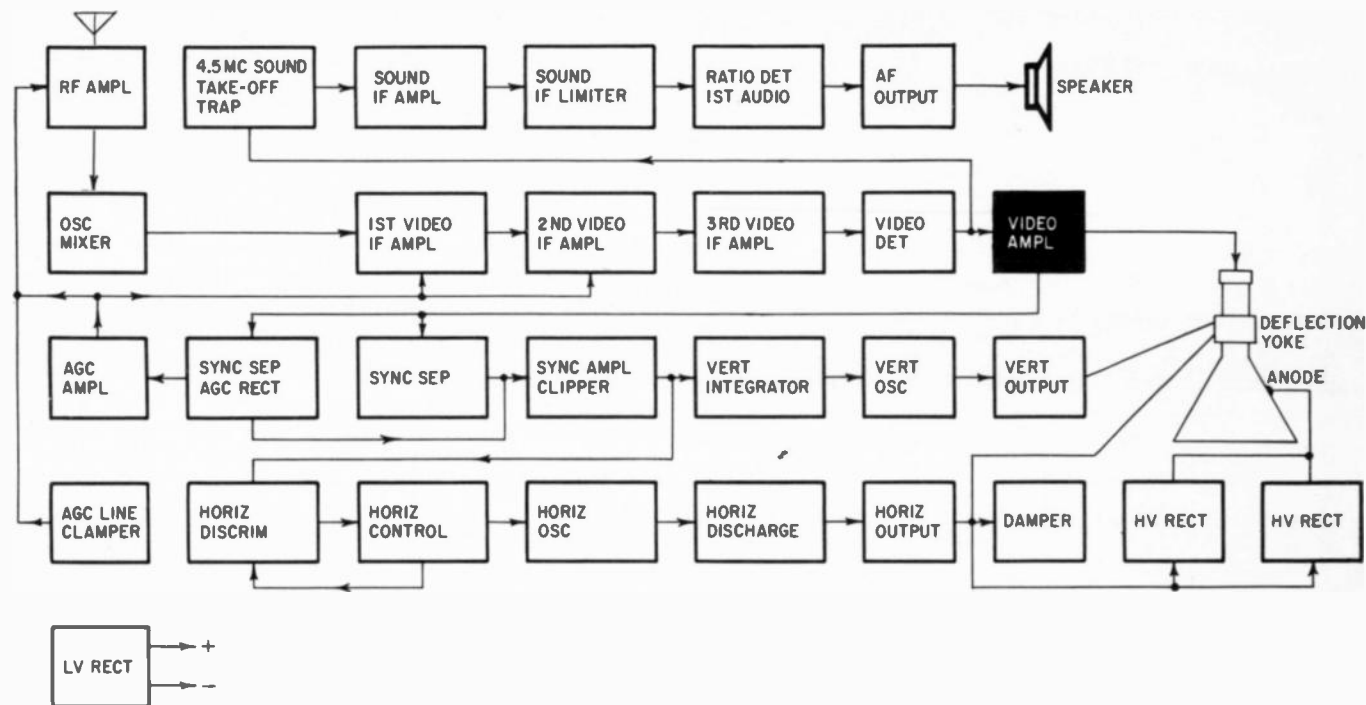 RF AMPL
4.5 MC SOUND
TAKE-OFF
TRAP
SOUND
IF AMPL
SOUND
IF LIMITER
RATIO DET
1ST AUDIO
AF
OUTPUT
SPEAKER
OSC
MIXER
1ST VIDEO
IF AMPL
2ND VIDEO
IF AMPL
3RD VIDEO
IF AMPL
VIDEO
DET
VIDEO
AMPL
DEFLECTION
YOKE
ANODE
AGC
AMPL
SYNC SEP
AGC RECT
SYNC SEP
SYNC AMPL
CLIPPER
VERT
INTEGRATOR
VERT
OSC
VERT
OUTPUT
AGC LINE
CLAMPER
HORIZ
DISCRIM
HORIZ
CONTROL
HORIZ
OSC
HORIZ
DISCHARGE
HORIZ
OUTPUT
DAMPER
HV RECT
HV RECT
LV RECT
+
-